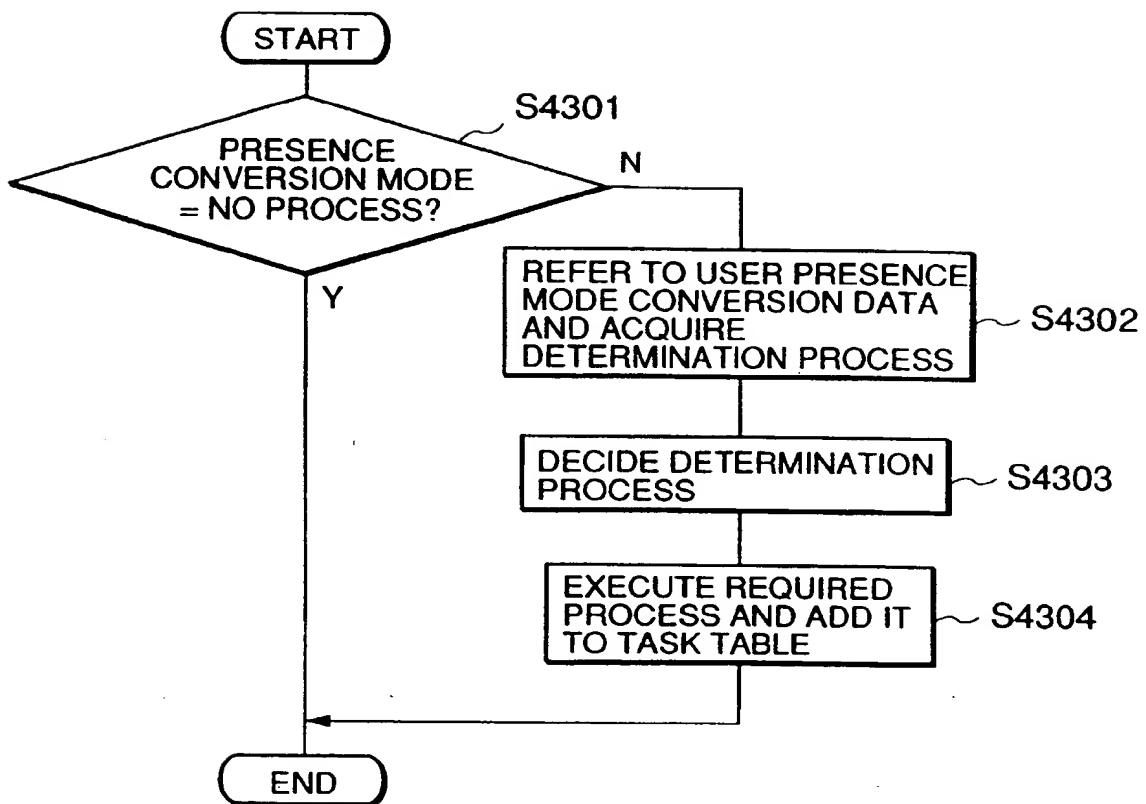 START
S4301
PRESENCE
CONVERSION MODE
= NO PROCESS?
N
Y
REFER TO USER PRESENCE
MODE CONVERSION DATA
AND ACQUIRE
DETERMINATION PROCESS
S4302
DECIDE DETERMINATION
PROCESS
S4303
EXECUTE REQUIRED
PROCESS AND ADD IT
TO TASK TABLE
S4304
END